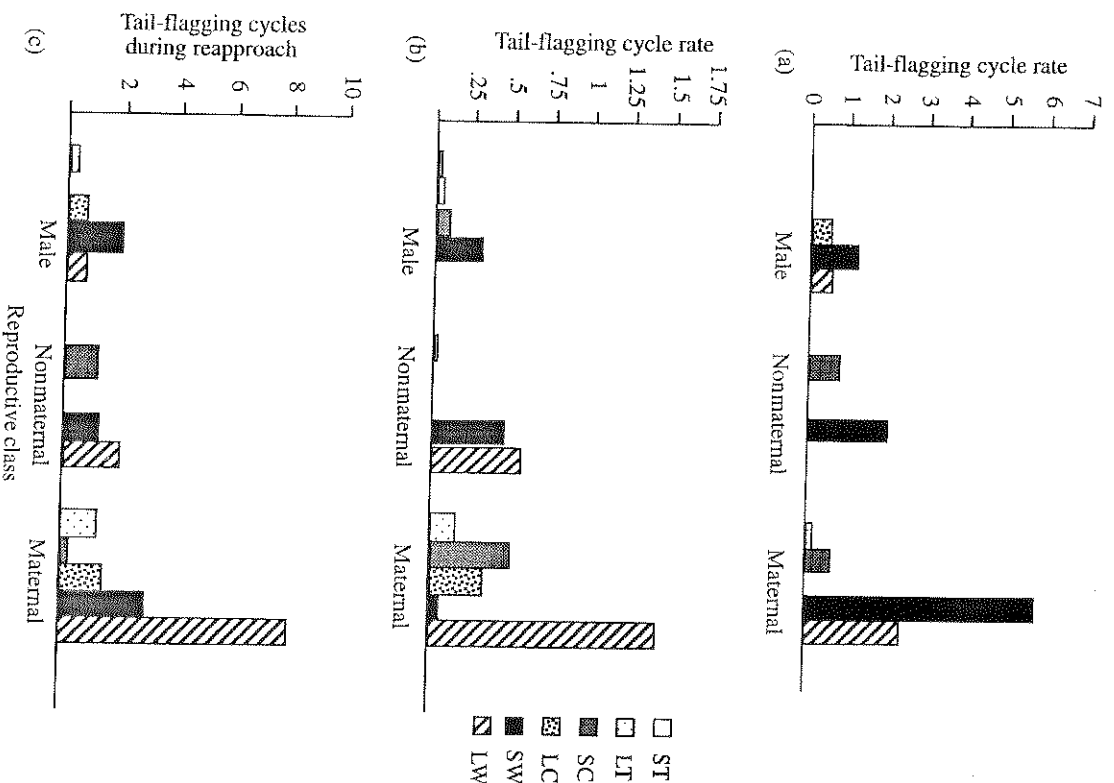 Tail-flagging cycle rate
7
6
5
4
3
2
1
0
Male
Nonmaternal
Maternal
(a)
Tail-flagging cycle rate
1.75
1.5
1.25
1
.75
.5
.25
Male
Nonmaternal
Maternal
(b)
Tail-flagging cycles
during reapproach
10
8
6
4
2
0
Male
Nonmaternal
Maternal
Reproductive class
(c)
ST
LT
SC
LC
SW
LW